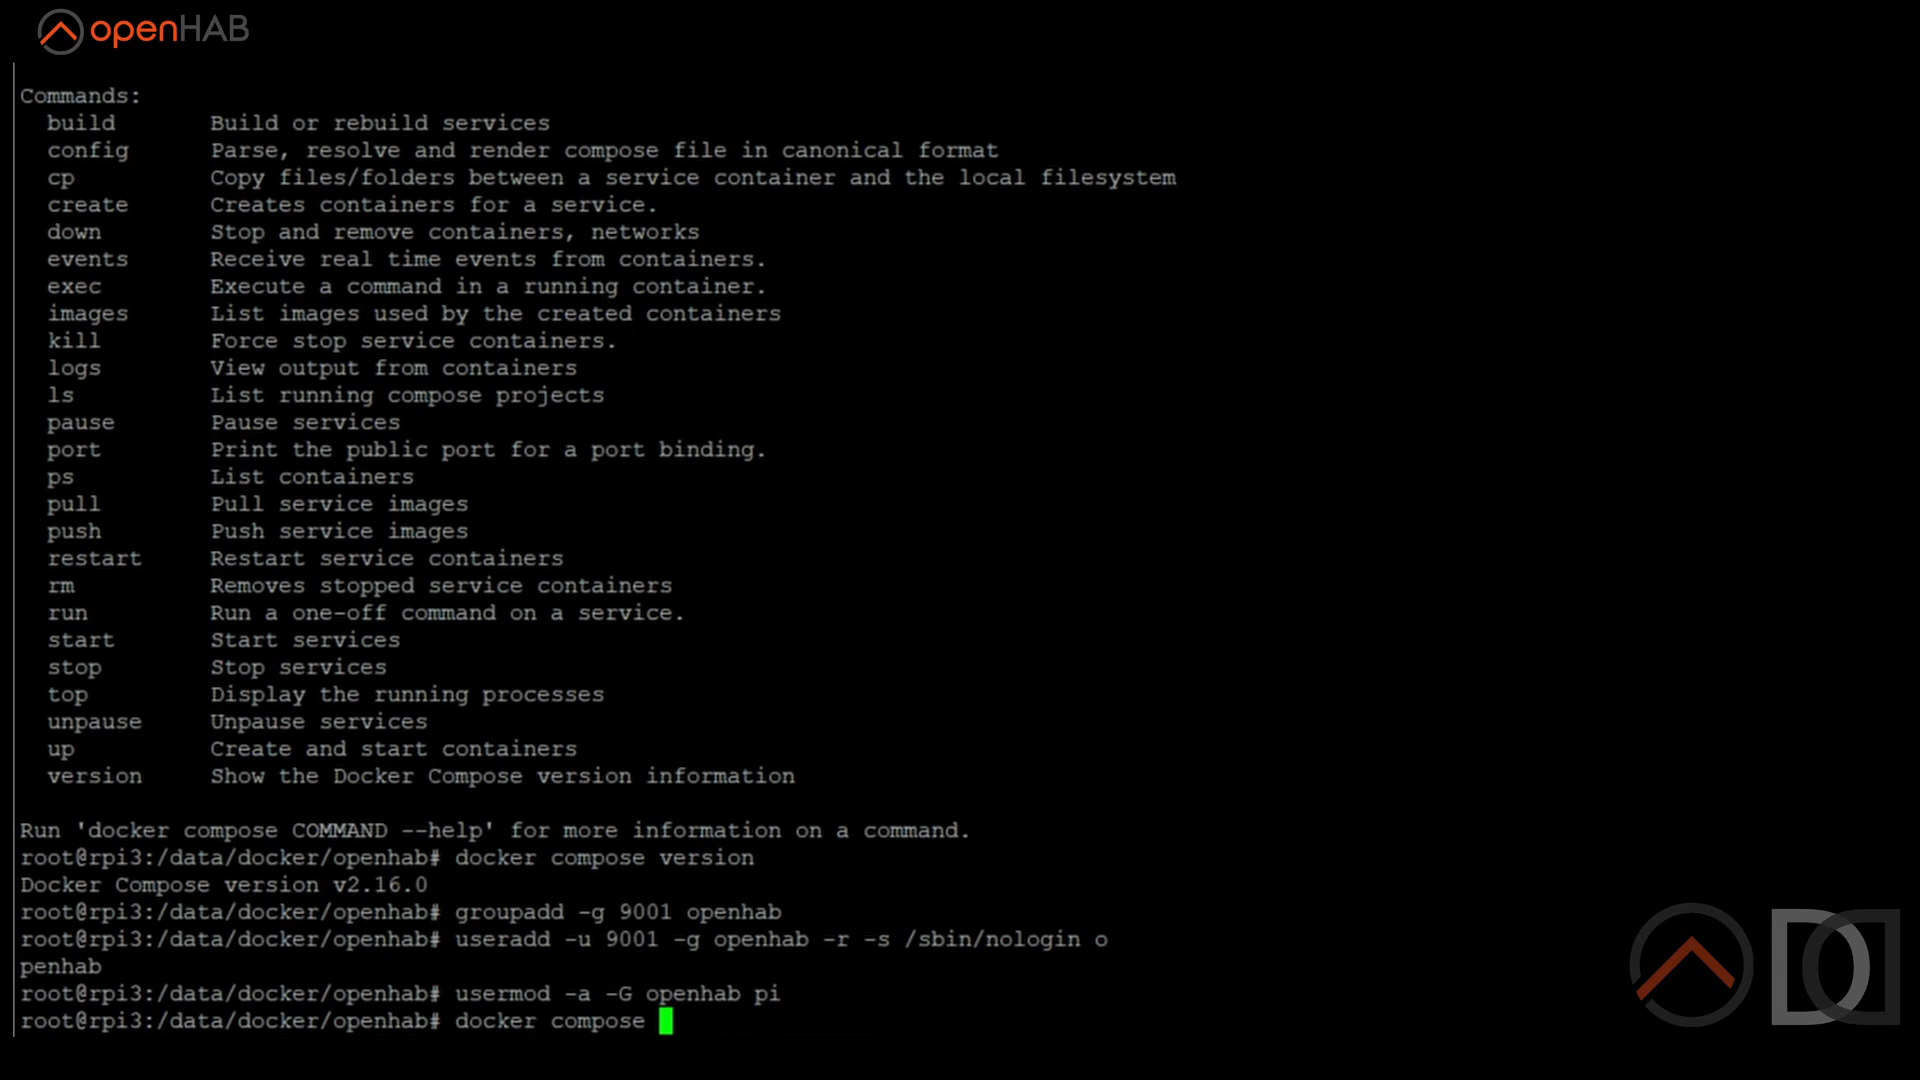 openHAB
Commands:
build Build or rebuild services
config Parse, resolve and render compose file in canonical format
cp Copy files/folders between a service container and the local filesystem
create Creates containers for a service.
down Stop and remove containers, networks
events Receive real time events from containers.
exec Execute a command in a running container.
images List images used by the created containers
kill Force stop service containers.
logs View output from containers
ls List running compose projects
pause Pause services
port Print the public port for a port binding.
ps List containers
pull Pull service images
push Push service images
restart Restart service containers
rm Removes stopped service containers
run Run a one-off command on a service.
start Start services
stop Stop services
top Display the running processes
unpause Unpause services
up Create and start containers
version Show the Docker Compose version information
Run 'docker compose COMMAND --help' for more information on a command.
root@rpi3:/data/docker/openhab# docker compose version
Docker Compose version v2.16.0
root@rpi3:/data/docker/openhab# groupadd -g 9001 openhab
root@rpi3:/data/docker/openhab# useradd -u 9001 -g openhab -r -s /sbin/nologin o
penhab
root@rpi3:/data/docker/openhab# usermod -a -G openhab pi
root@rpi3:/data/docker/openhab# docker compose